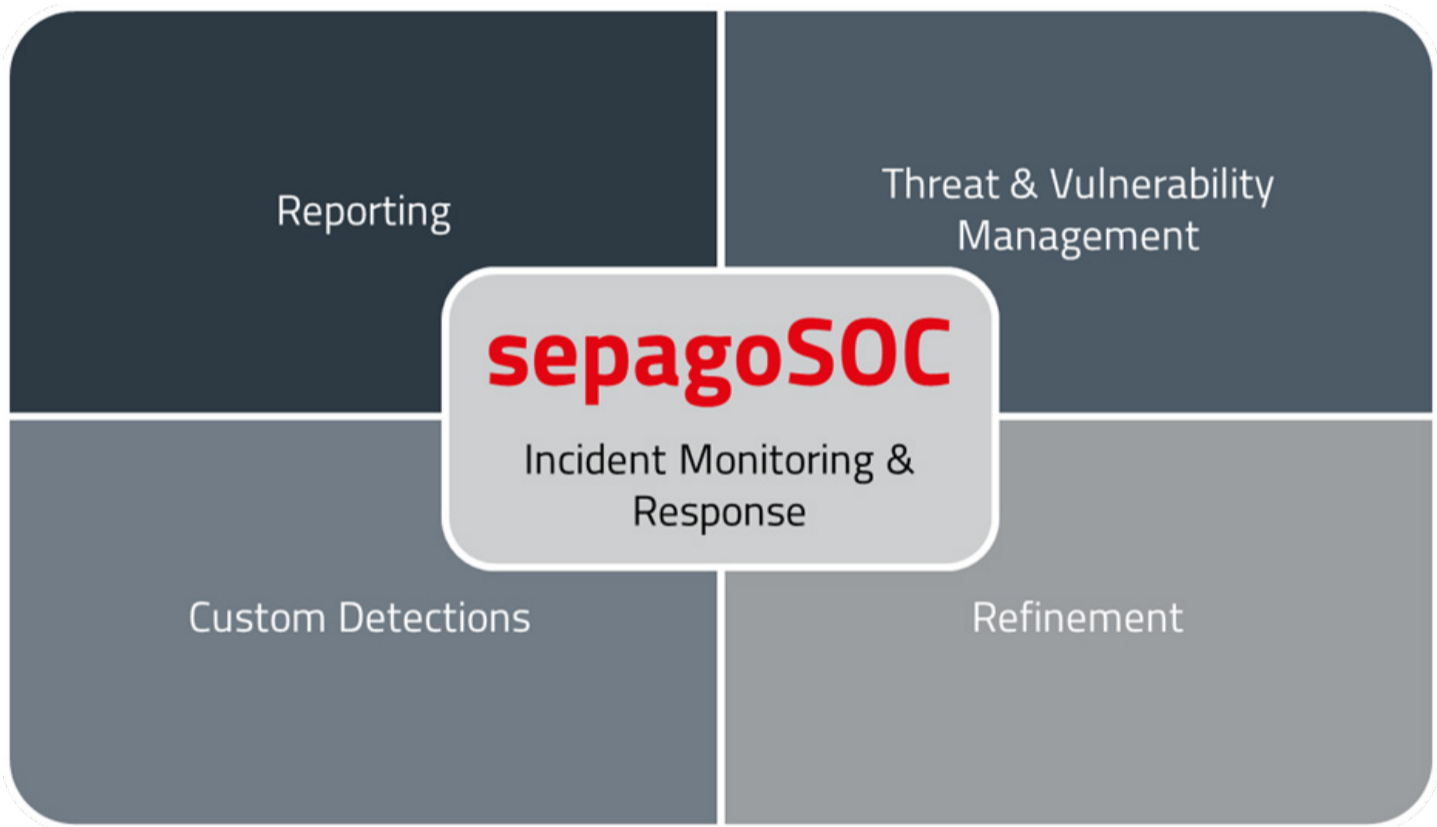 Reporting
Threat & Vulnerability
Management
sepagoSOC
Incident Monitoring &
Response
Custom Detections
Refinement